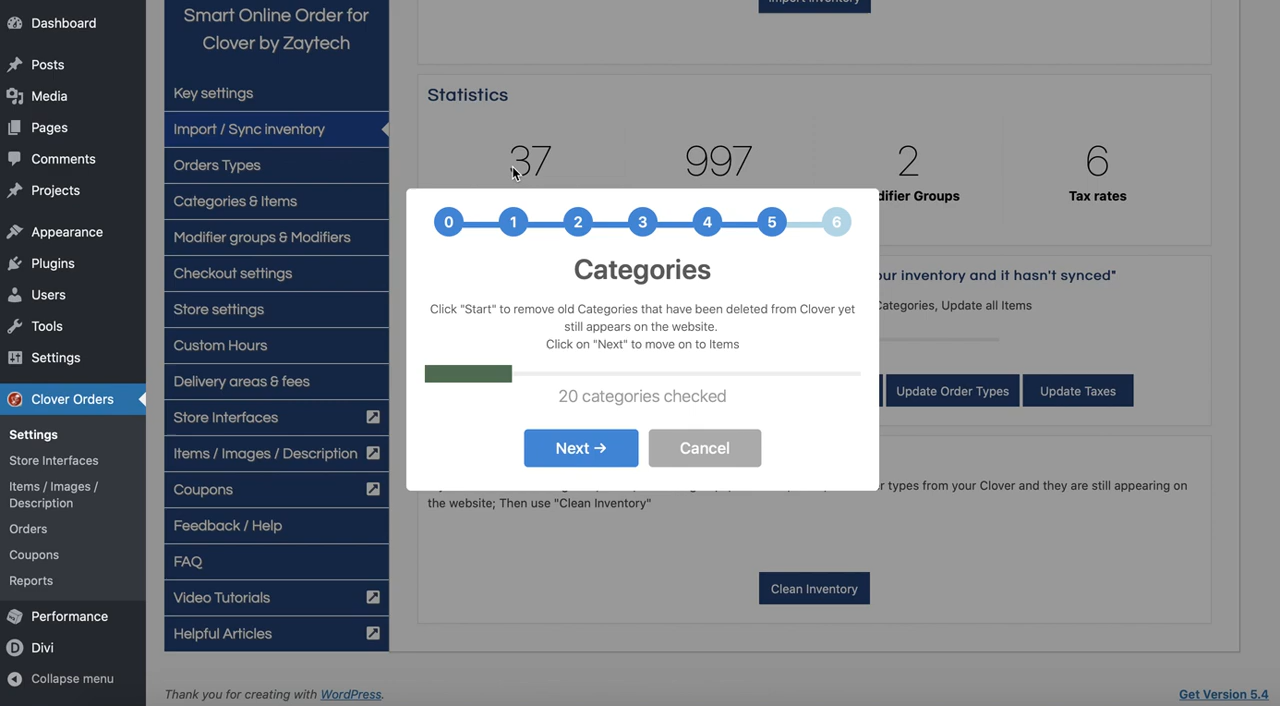 Dashboard
Posts
Media
Pages
Comments
Projects
Appearance
Plugins
Users
Tools
Settings
Clover Orders
Settings
Store Interfaces
Items / Images /
Description
Orders
Coupons
Reports
Performance
Divi
Collapse menu
Smart Online Order for
Clover by Zaytech
Key settings
Import / Sync inventory
Orders Types
Categories & Items
Modifier groups & Modifiers
Checkout settings
Store settings
Custom Hours
Delivery areas & fees
Store Interfaces
Items / Images / Description
Coupons
Feedback / Help
FAQ
Video Tutorials
Helpful Articles
Import Inventory
Statistics
37
997
2
6
difier Groups
Tax rates
0 1 2 3 4 5 6
Categories
Click "Start" to remove old Categories that have been deleted from Clover yet
still appears on the website.
Click on "Next" to move on to Items
20 categories checked
Next →
Cancel
our inventory and it hasn't synced"
Categories, Update all Items
Update Order Types
Update Taxes
r types from your Clover and they are still appearing on
the website; Then use "Clean Inventory"
Clean Inventory
Thank you for creating with WordPress.
Get Version 5.4